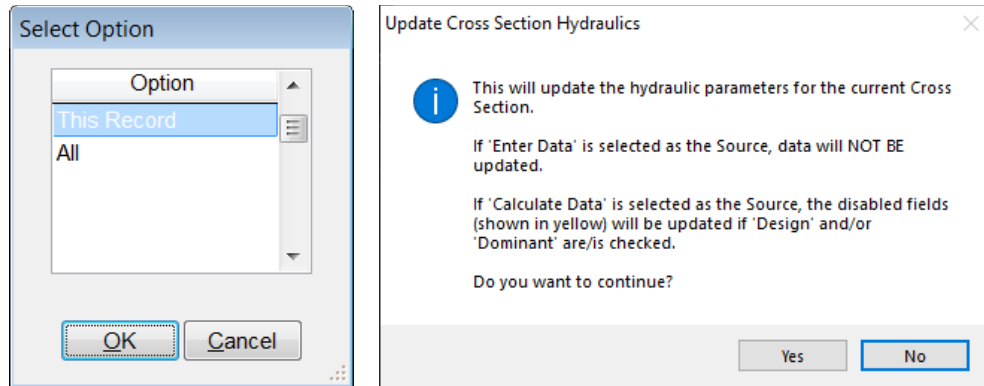 Select Option
Option
This Record
All
OK
Cancel
Update Cross Section Hydraulics
This will update the hydraulic parameters for the current Cross
Section.
If 'Enter Data' is selected as the Source, data will NOT BE
updated.
If 'Calculate Data' is selected as the Source, the disabled fields
(shown in yellow) will be updated if 'Design' and/or
'Dominant' are/is checked.
Do you want to continue?
Yes
No